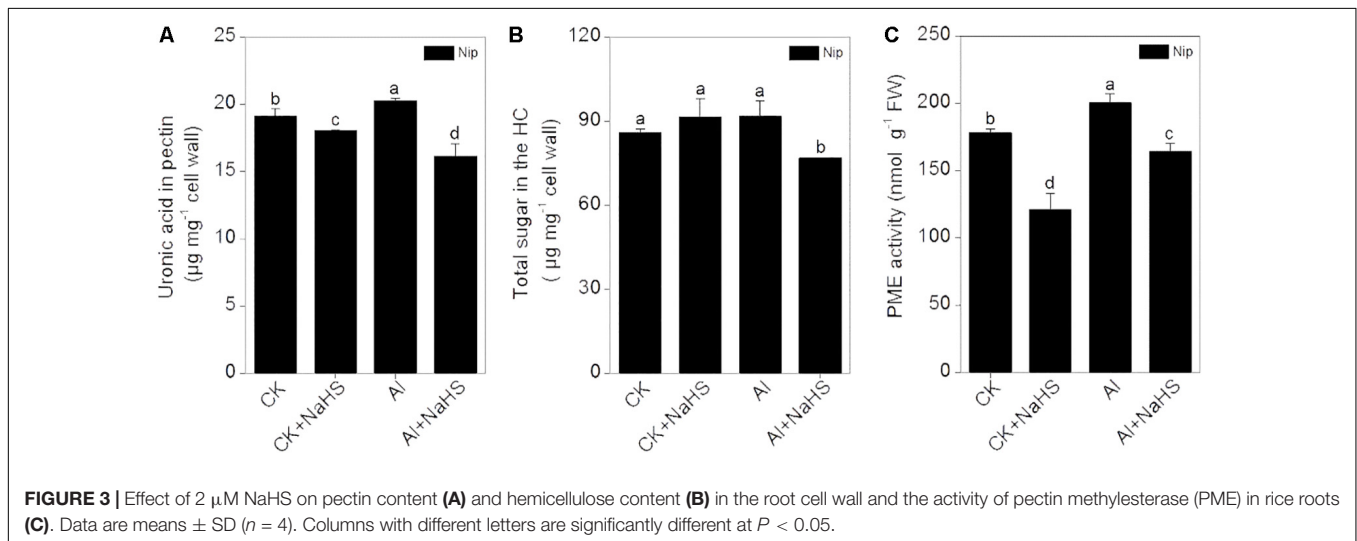 A
Uronic acid in pectin
(µg mg⁻¹ cell wall)
25
20
15
10
5
0
Nip
b
c
a
d
CK
CK+NaHS
Al
Al+NaHS
B
Total sugar in the HC
( µg mg⁻¹ cell wall)
120
90
60
30
0
Nip
a
a
a
b
CK
CK+NaHS
Al
Al+NaHS
C
PME activity (nmol g⁻¹ FW)
250
200
150
100
50
0
Nip
b
d
a
c
CK
CK+NaHS
Al
Al+NaHS
FIGURE 3 | Effect of 2 μM NaHS on pectin content (A) and hemicellulose content (B) in the root cell wall and the activity of pectin methylesterase (PME) in rice roots
(C). Data are means ± SD (n = 4). Columns with different letters are significantly different at P < 0.05.